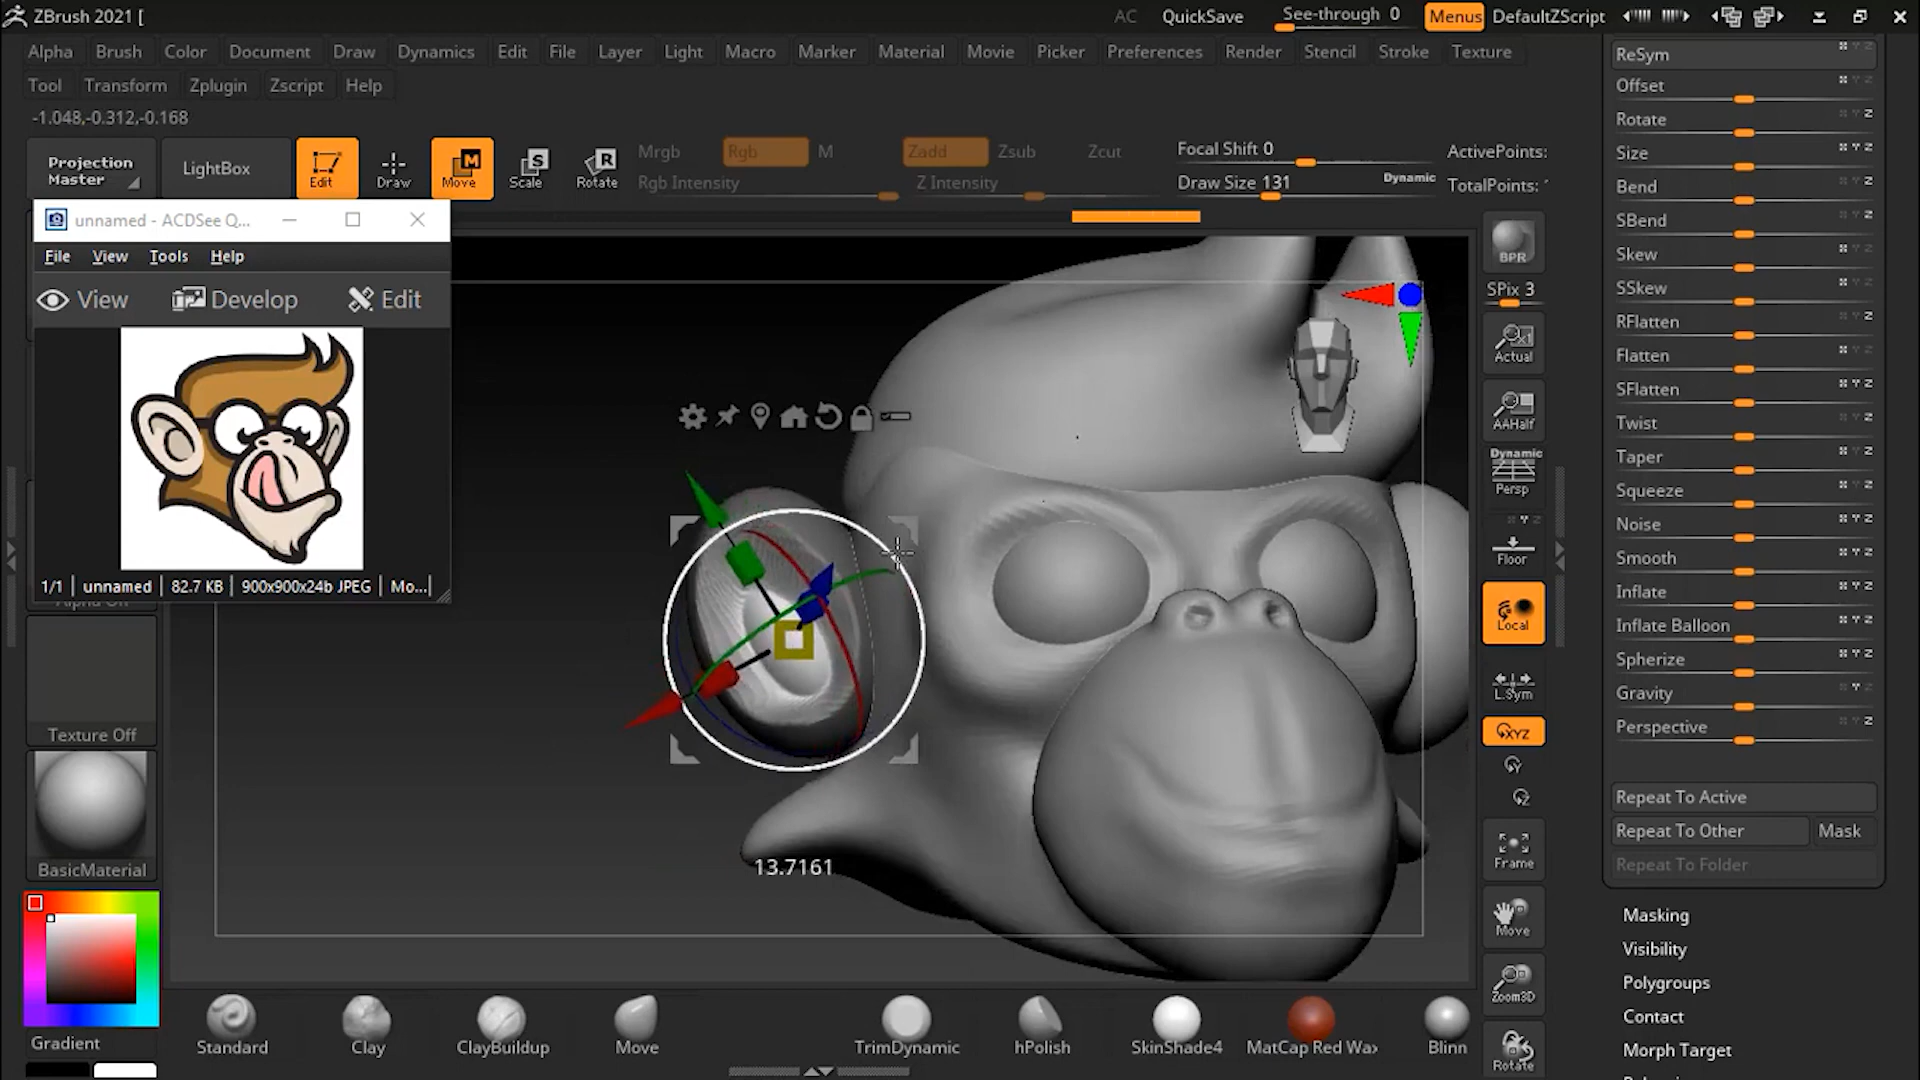 ZBrush 2021 [
AC QuickSave See-through 0 Menus DefaultZScript
Alpha Brush Color Document Draw Dynamics Edit File Layer Light Macro Marker Material Movie Picker Preferences Render Stencil Stroke Texture
Tool Transform Zplugin Zscript Help
-1.048,-0.312,-0.168
Projection Master
LightBox
Edit
Draw
M
Move
S
Scale
R
Rotate
Mrgb Rgb M
Rgb Intensity
Zadd Zsub Zcut
Z Intensity
Focal Shift 0
Draw Size 131 Dynamic
ActivePoints:
TotalPoints:
unnamed - ACDSee Q...
File View Tools Help
View Develop Edit
1/1 unnamed 82.7 KB 900x900x24b JPEG Mo...
Alpha Off
Texture Off
BasicMaterial
Gradient
13.7161
BPR
SPix 3
Actual
AAHalf
Dynamic
Persp
Floor
Local
L.Sym
XYZ
Y
Z
Frame
Move
Zoom3D
Rotate
ReSym
Offset
Rotate
Size
Bend
SBend
Skew
SSkew
RFlatten
Flatten
SFlatten
Twist
Taper
Squeeze
Noise
Smooth
Inflate
Inflate Balloon
Spherize
Gravity
Perspective
Repeat To Active
Repeat To Other Mask
Repeat To Folder
Masking
Visibility
Polygroups
Contact
Morph Target
Standard Clay ClayBuildup Move TrimDynamic hPolish SkinShade4 MatCap Red Wax Blinn